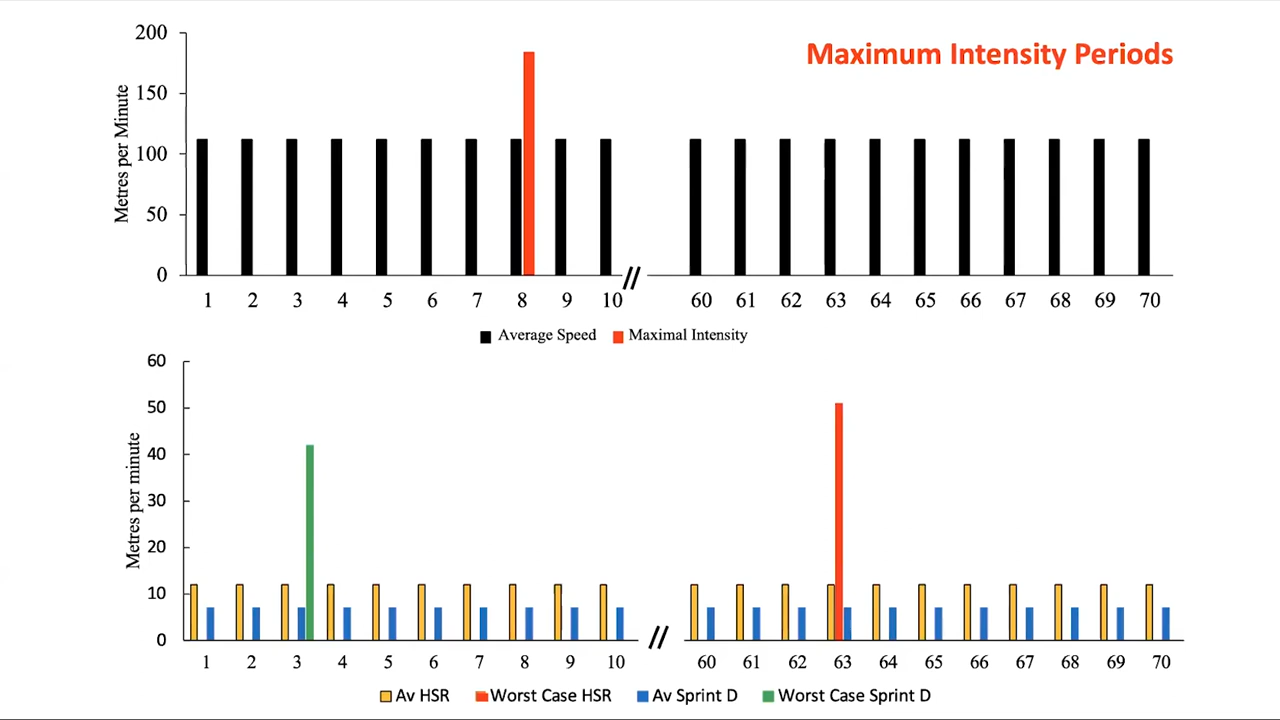 Maximum Intensity Periods
Metres per Minute
200
150
100
50
0
1 2 3 4 5 6 7 8 9 10 // 60 61 62 63 64 65 66 67 68 69 70
Average Speed Maximal Intensity
Metres per minute
60
50
40
30
20
10
0
1 2 3 4 5 6 7 8 9 10 // 60 61 62 63 64 65 66 67 68 69 70
Av HSR Worst Case HSR Av Sprint D Worst Case Sprint D